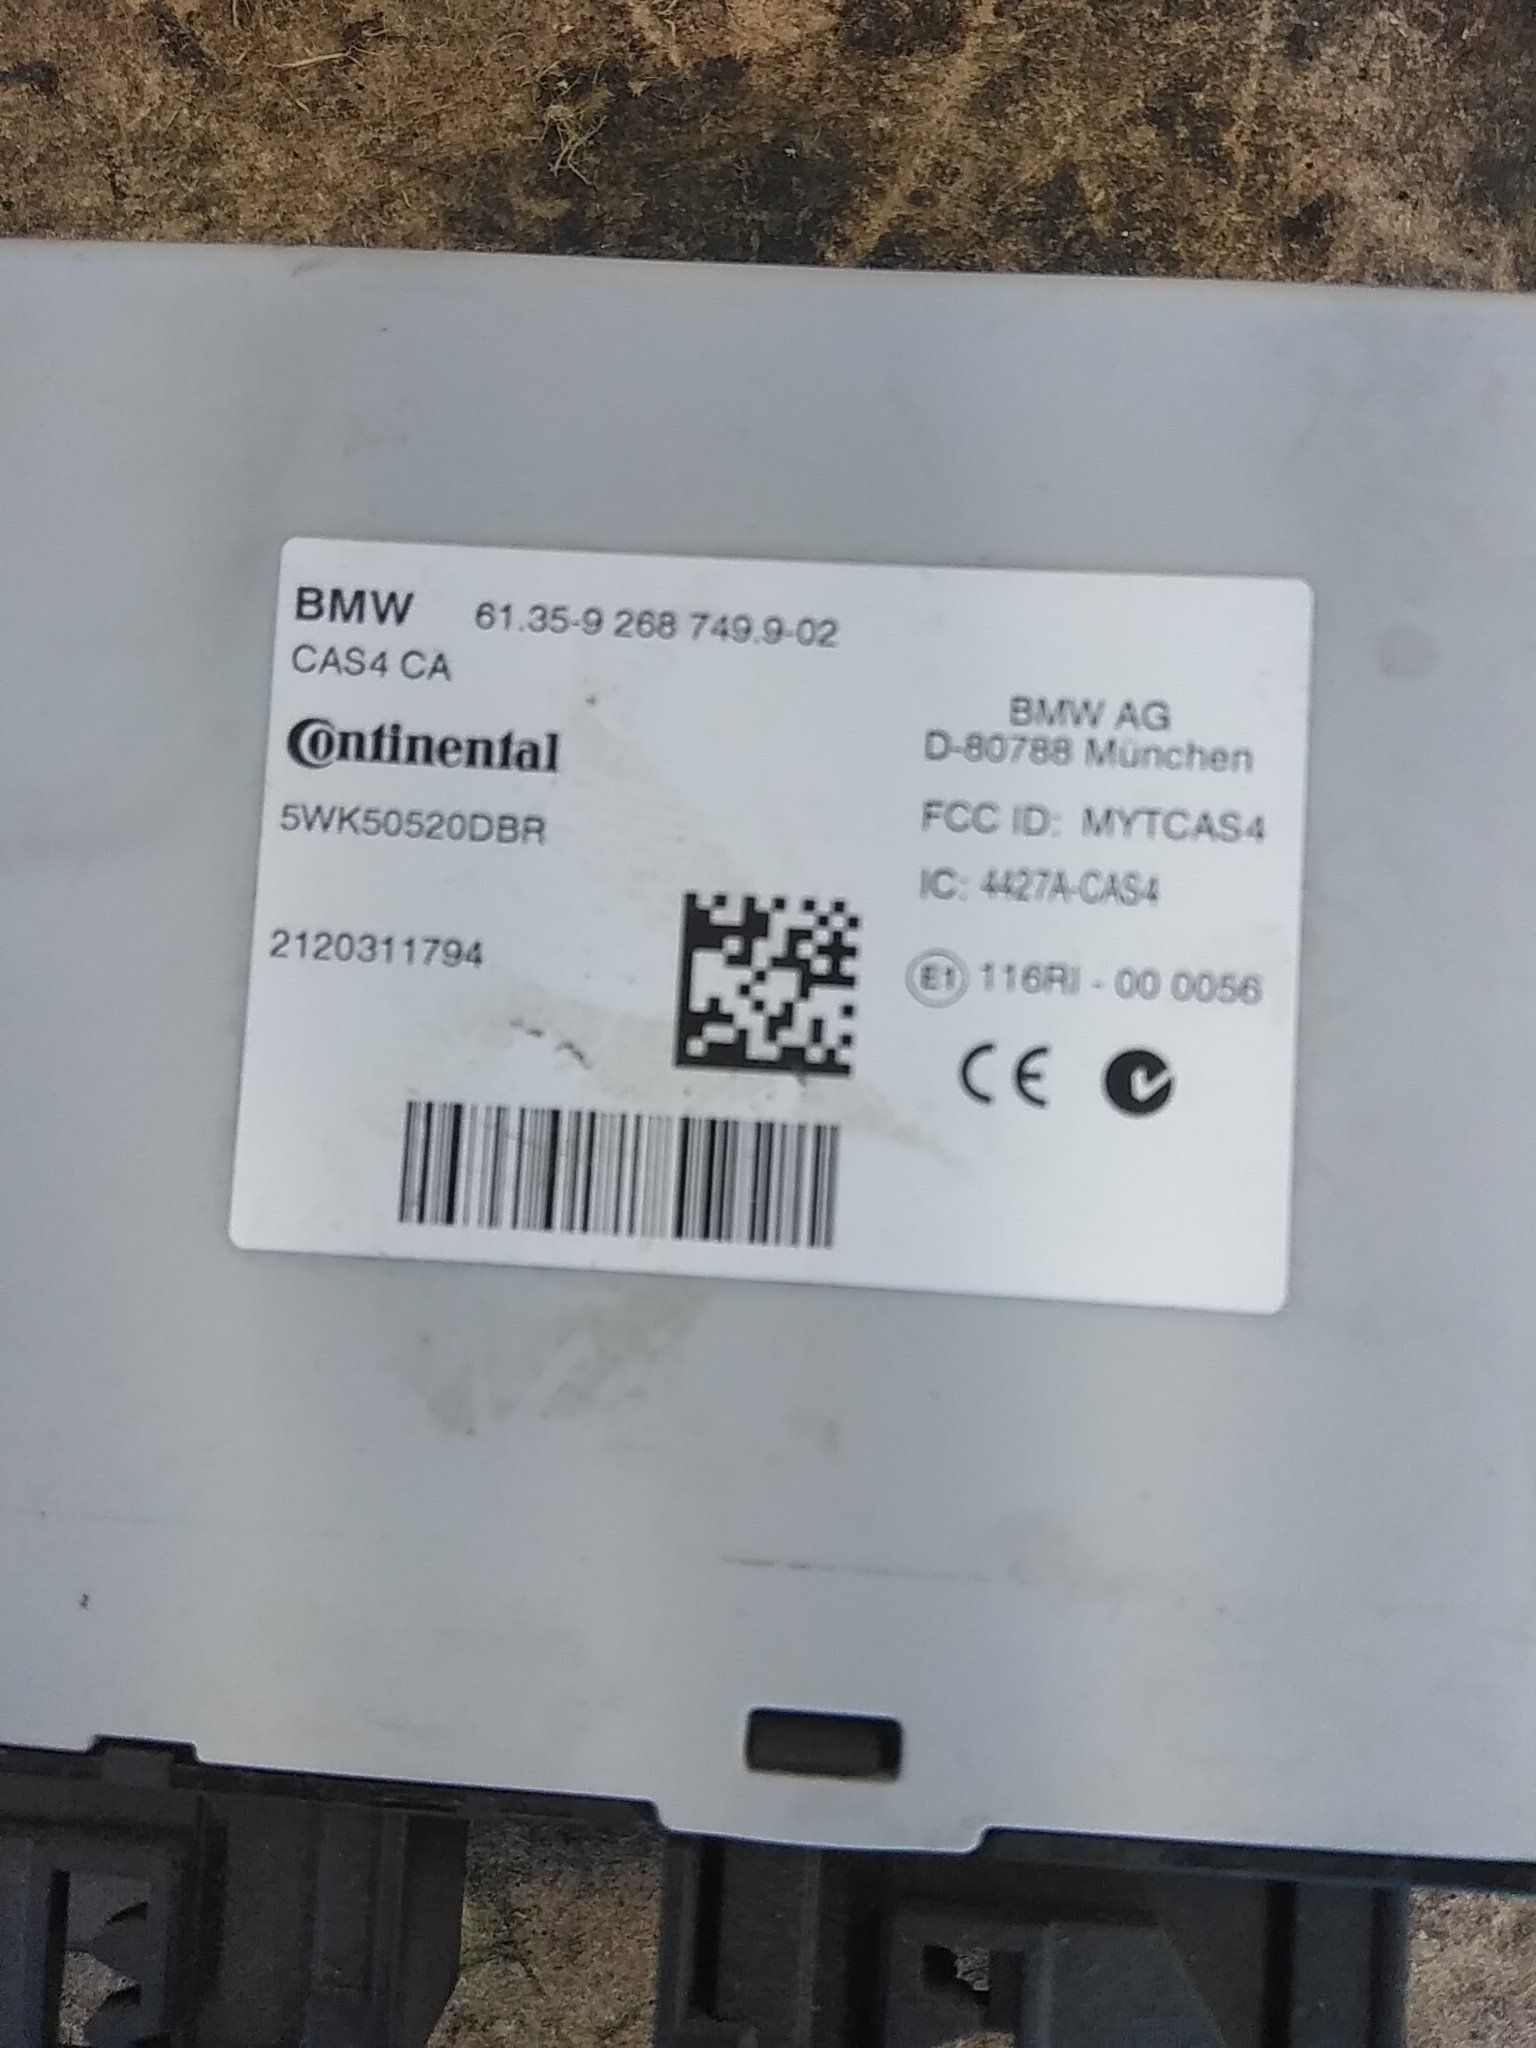 BMW 61.35-9 268 749.9-02
CAS4 CA
Continental
5WK50520DBR
2120311794
BMW AG
D-80788 München
FCC ID: MYTCAS4
IC: 4427A-CAS4
E1 116RI - 00 0056
CE